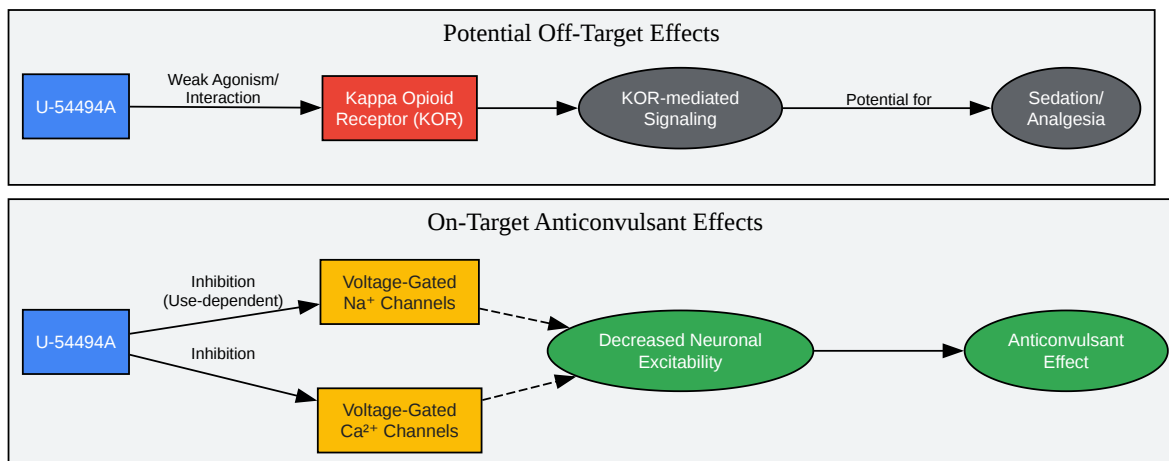 Potential Off-Target Effects
U-54494A
Weak Agonism/
Interaction
Kappa Opioid
Receptor (KOR)
KOR-mediated
Signaling
Potential for
Sedation/
Analgesia
On-Target Anticonvulsant Effects
U-54494A
Inhibition
(Use-dependent)
Inhibition
Voltage-Gated
Na⁺ Channels
Voltage-Gated
Ca²⁺ Channels
Decreased Neuronal
Excitability
Anticonvulsant
Effect